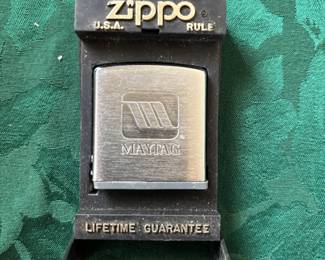 zippo®
U.S.A. RULE
MAYTAG
LIFETIME GUARANTEE